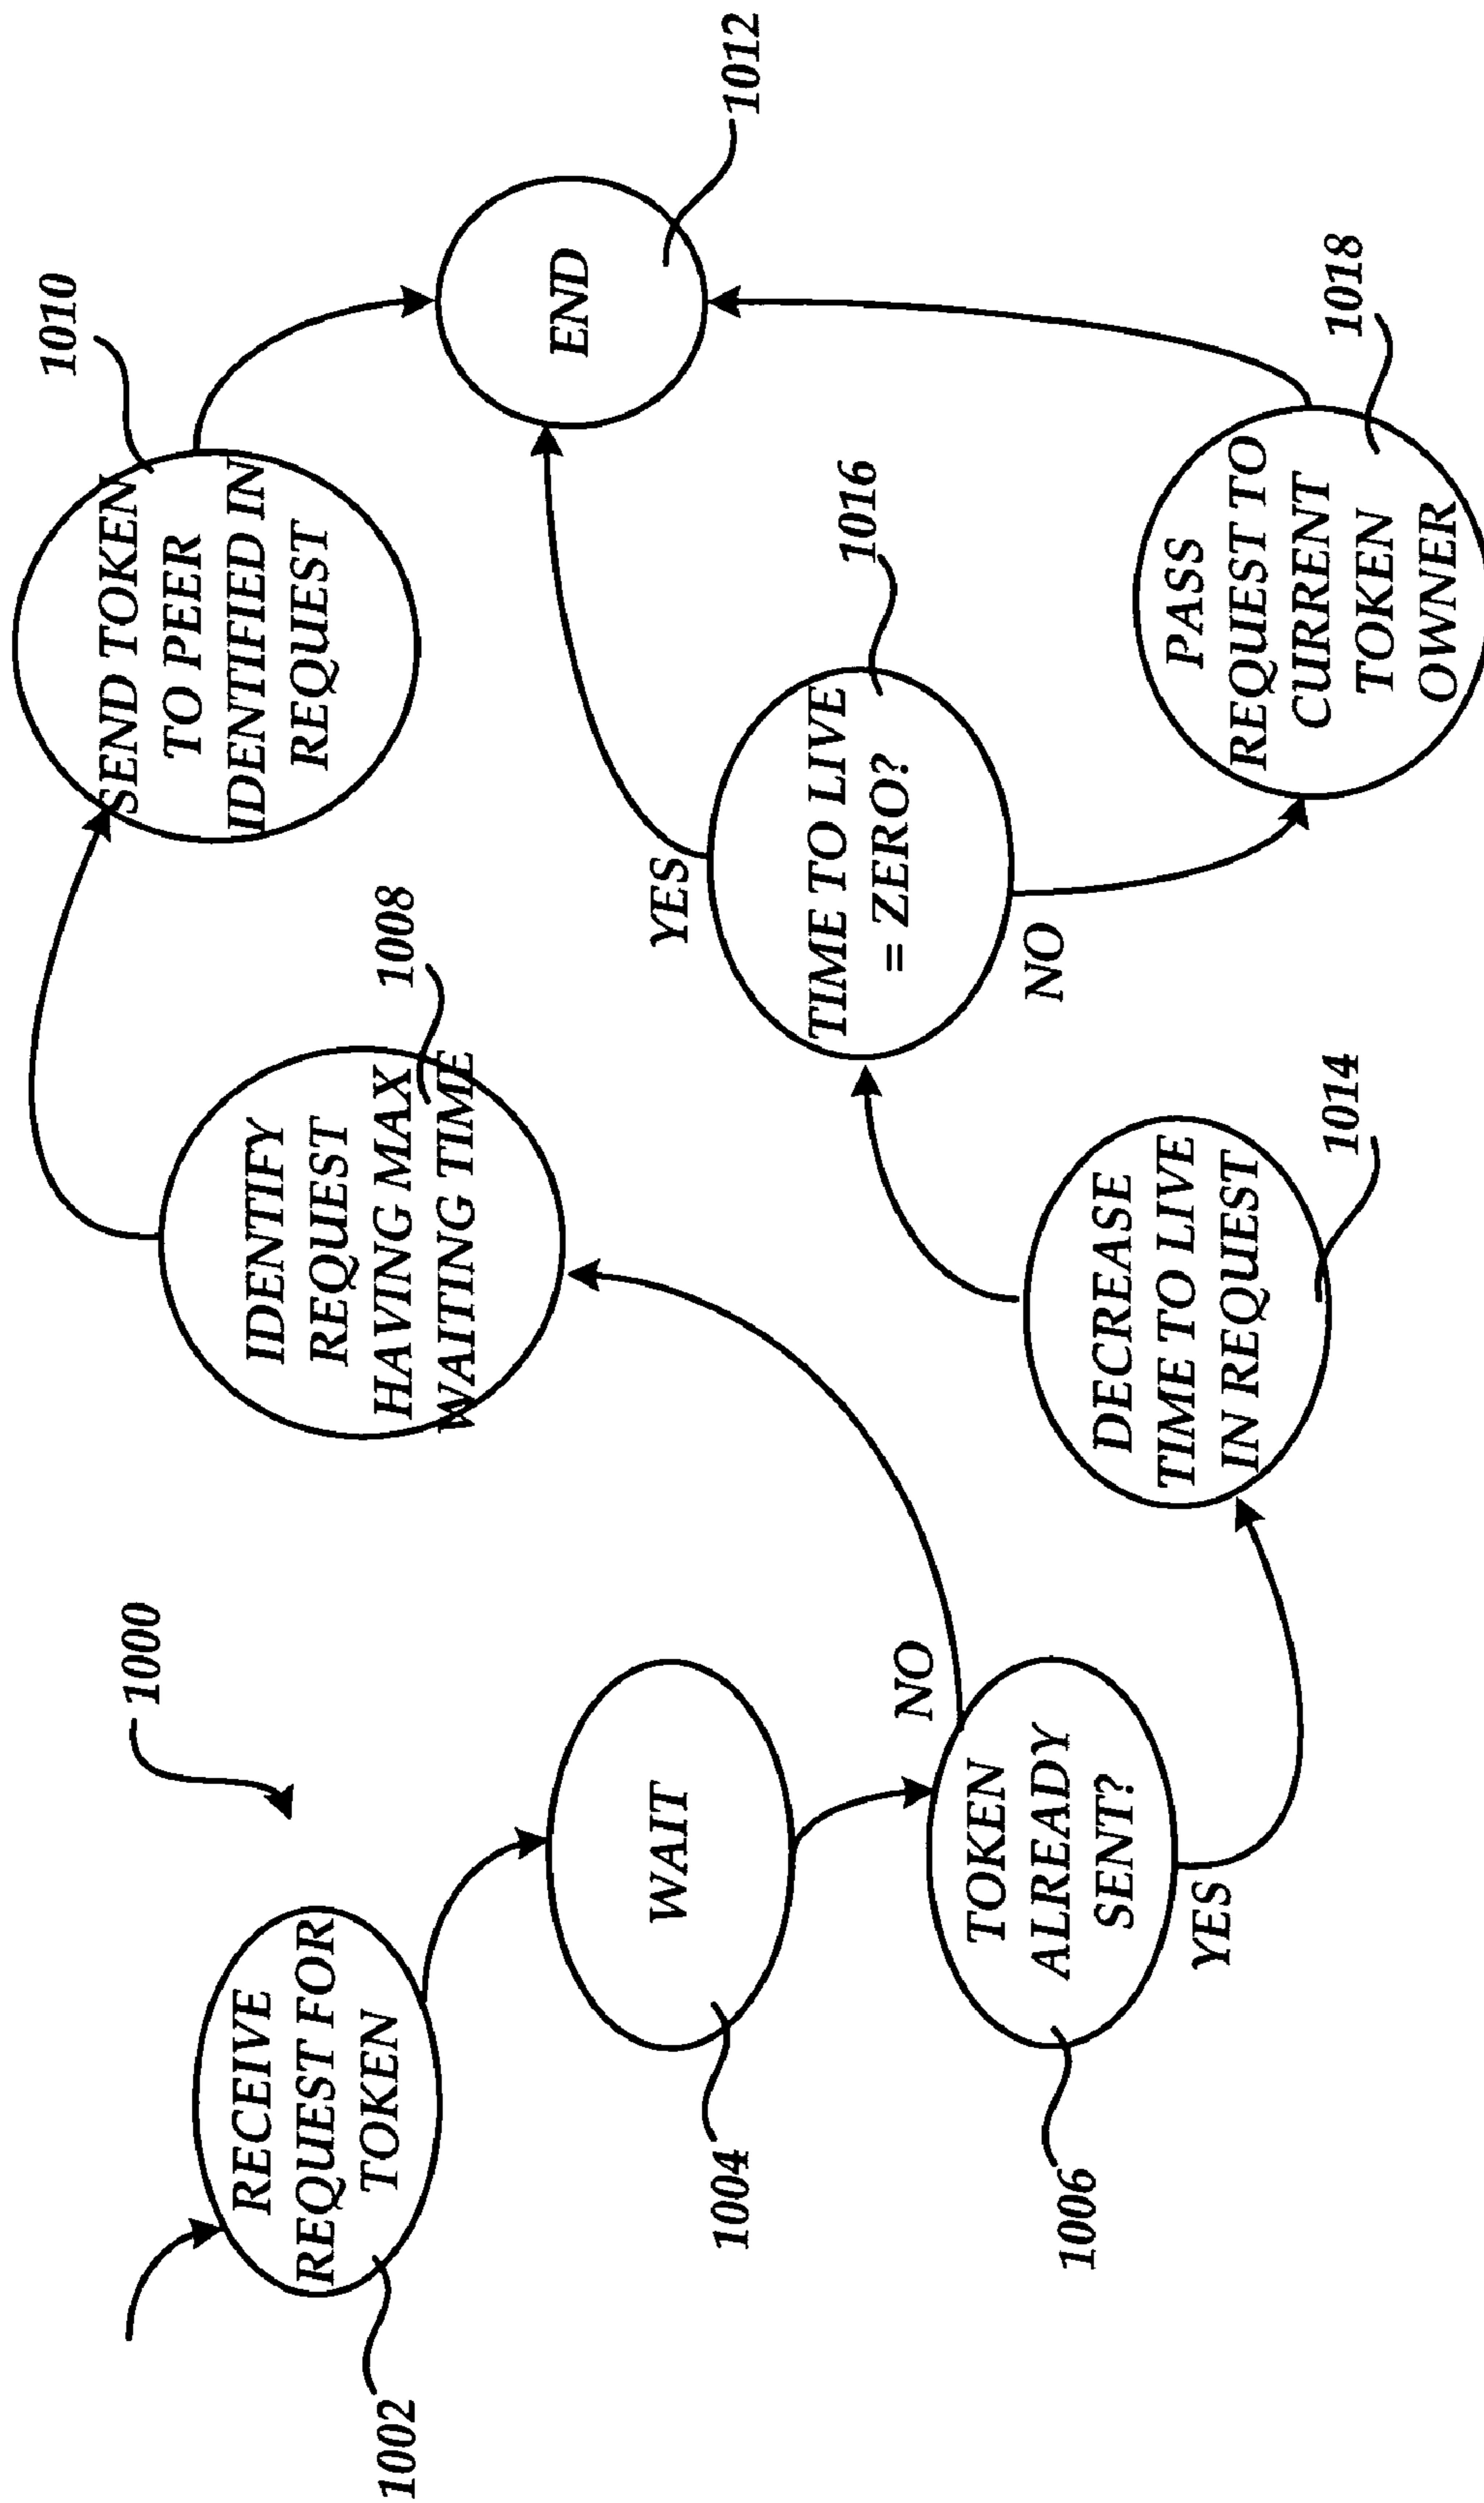 1000
RECEIVE
REQUEST FOR
TOKEN
1002
WAIT
1004
TOKEN
ALREADY
SENT?
1006
NO
YES
IDENTIFY
REQUEST
HAVING MAX
WAITING TIME
1008
SEND TOKEN
TO PEER
IDENTIFIED IN
REQUEST
1010
END
1012
DECREASE
TIME TO LIVE
IN REQUEST
1014
TIME TO LIVE
= ZERO?
1016
YES
NO
PASS
REQUEST TO
CURRENT
TOKEN
OWNER
1018